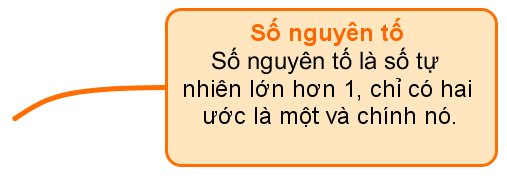 Số nguyên tố
Số nguyên tố là số tự
nhiên lớn hơn 1, chỉ có hai
ước là một và chính nó.